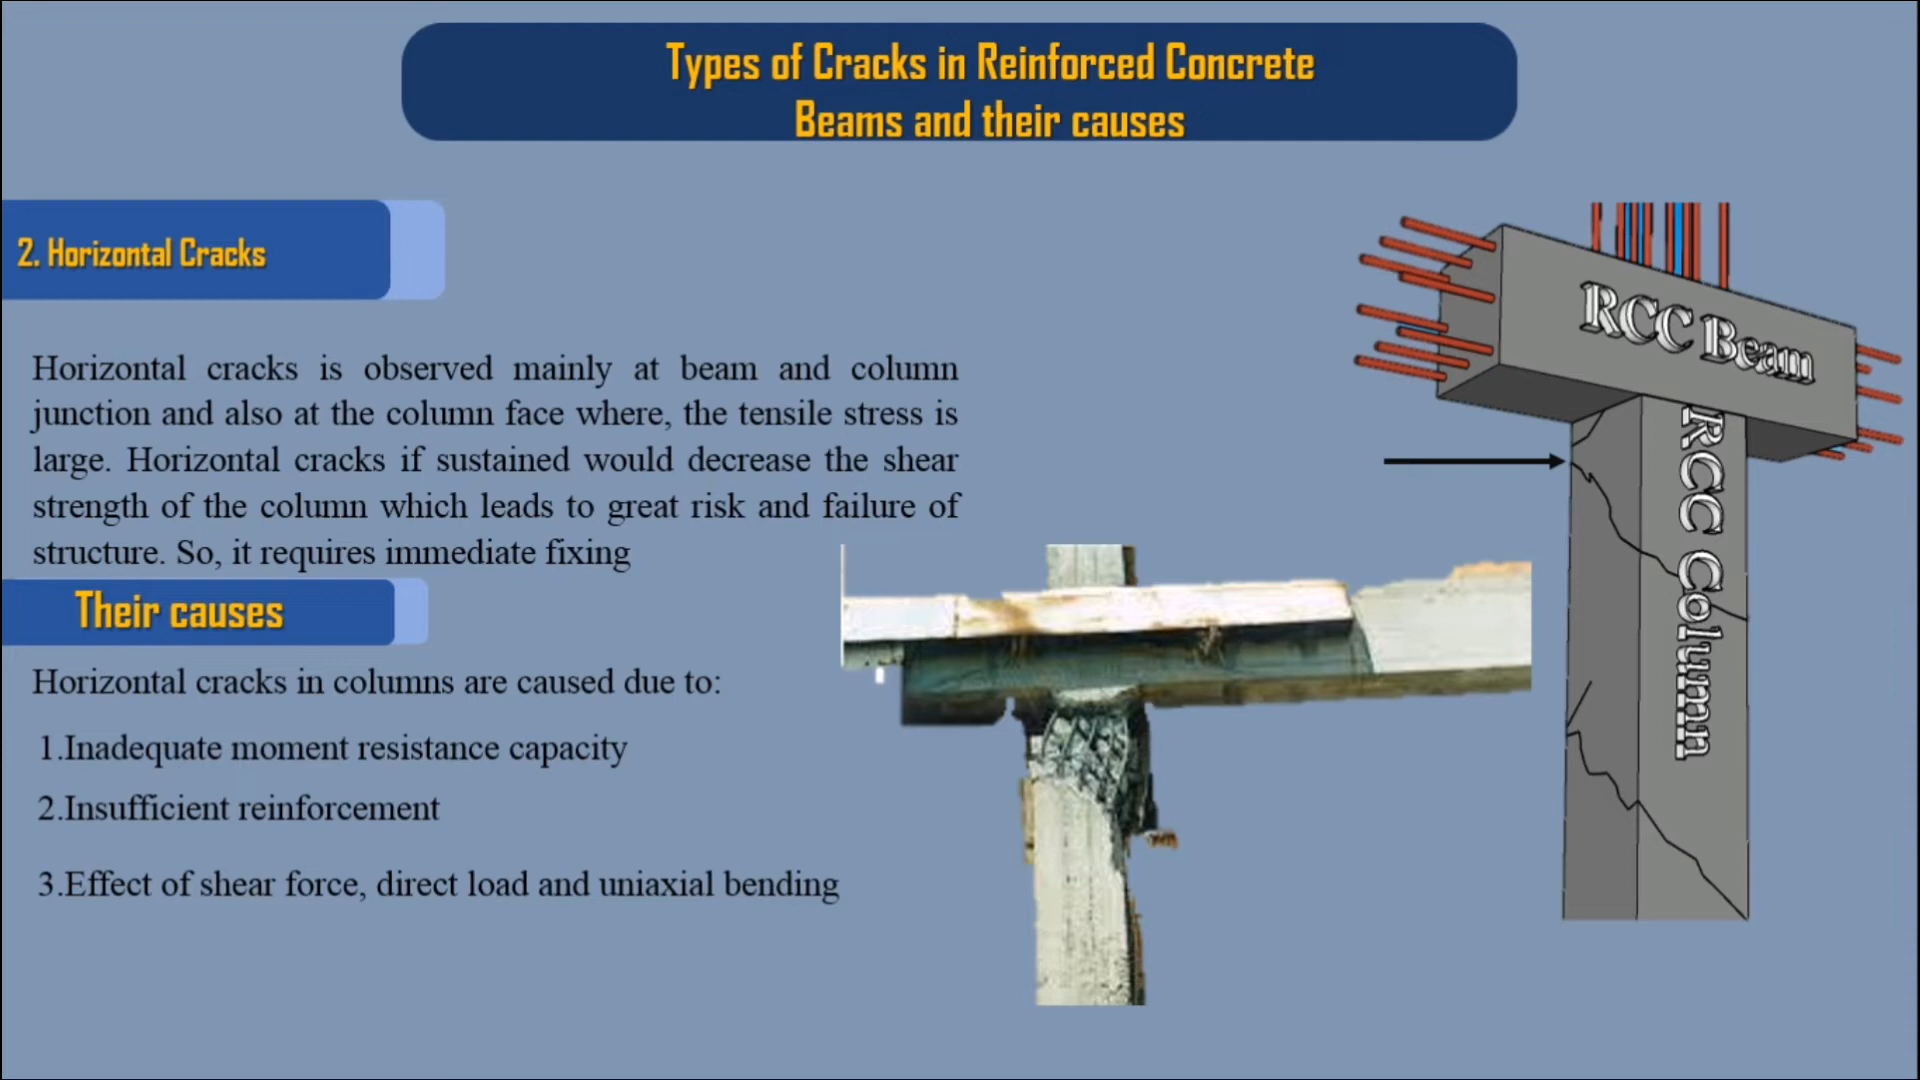 Types of Cracks in Reinforced Concrete
Beams and their causes
2. Horizontal Cracks
Horizontal cracks is observed mainly at beam and column
junction and also at the column face where, the tensile stress is
large. Horizontal cracks if sustained would decrease the shear
strength of the column which leads to great risk and failure of
structure. So, it requires immediate fixing
Their causes
Horizontal cracks in columns are caused due to:
1.Inadequate moment resistance capacity
2.Insufficient reinforcement
3.Effect of shear force, direct load and uniaxial bending
RCC Beam
RCC Column